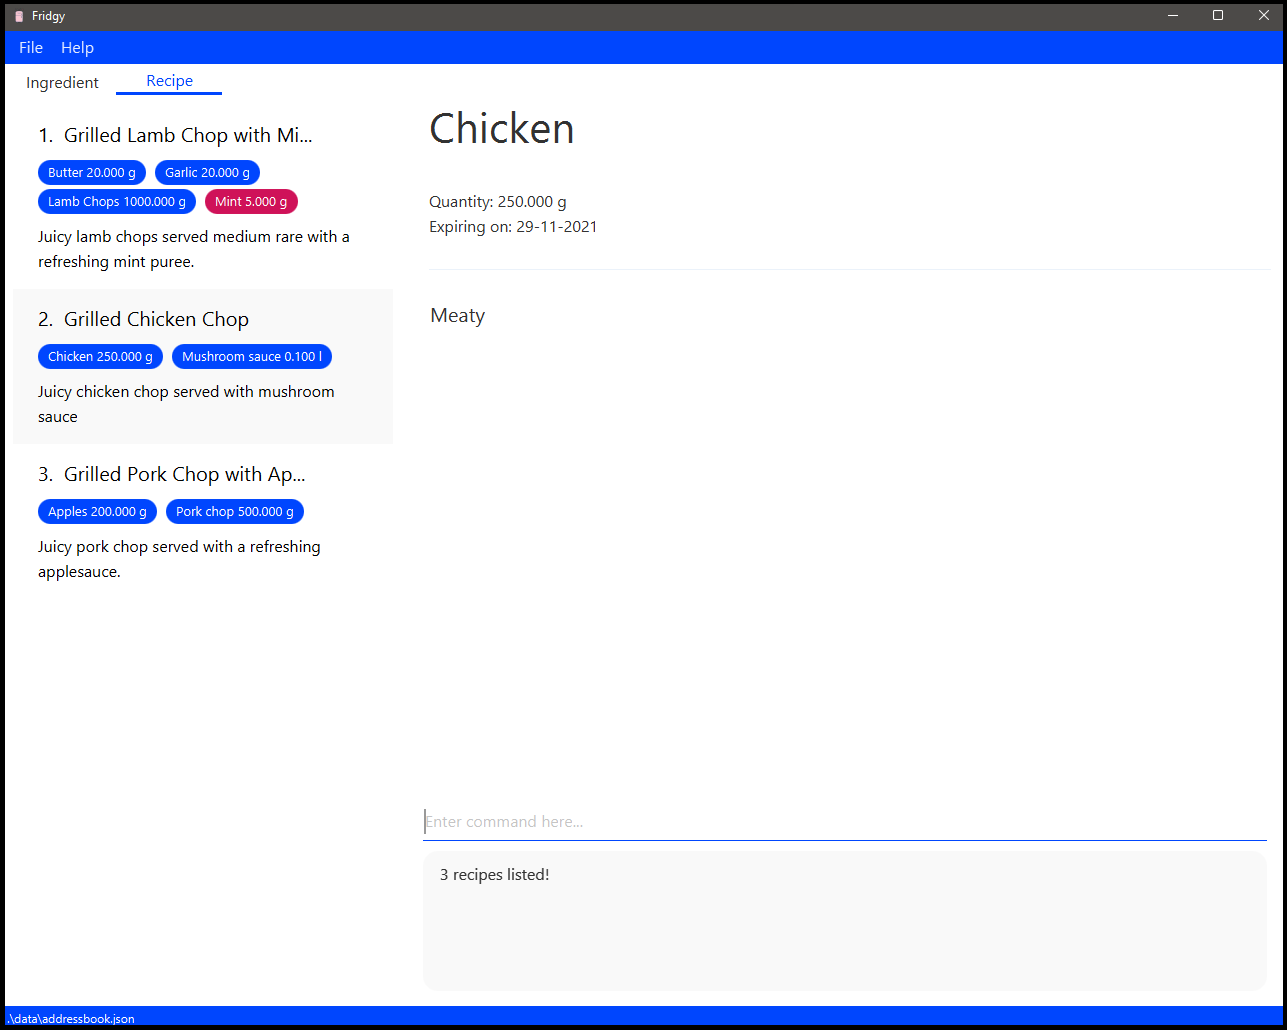 Fridgy
File Help
Ingredient Recipe
1. Grilled Lamb Chop with Mi...
Butter 20.000 g Garlic 20.000 g
Lamb Chops 1000.000 g Mint 5.000 g
Juicy lamb chops served medium rare with a
refreshing mint puree.
2. Grilled Chicken Chop
Chicken 250.000 g Mushroom sauce 0.100 l
Juicy chicken chop served with mushroom
sauce
3. Grilled Pork Chop with Ap...
Apples 200.000 g Pork chop 500.000 g
Juicy pork chop served with a refreshing
applesauce.
Chicken
Quantity: 250.000 g
Expiring on: 29-11-2021
Meaty
Enter command here...
3 recipes listed!
.\data\addressbook.json